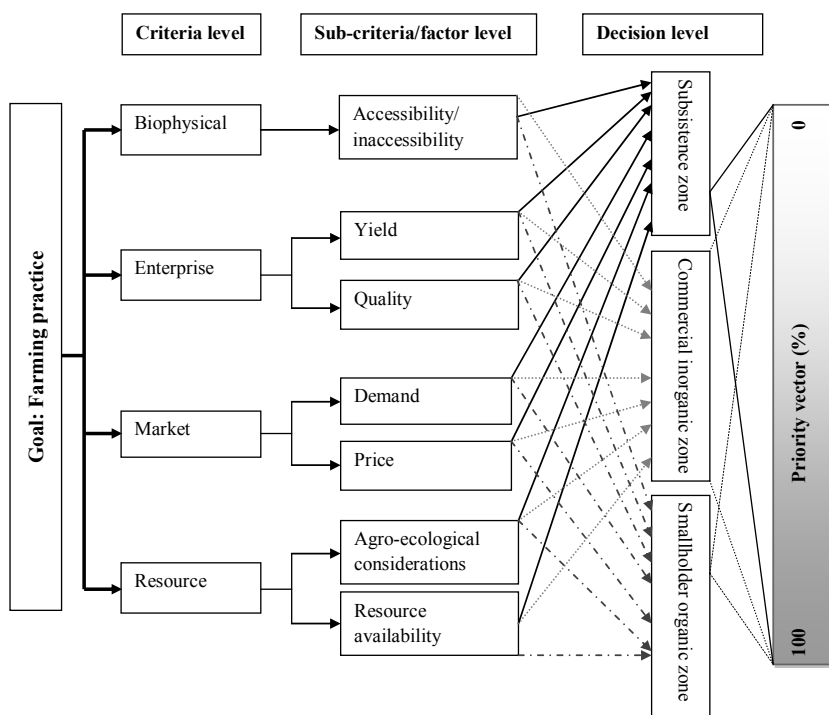 Criteria level
Sub-criteria/factor level
Decision level
Goal: Farming practice
Biophysical
Enterprise
Market
Resource
Accessibility/
inaccessibility
Yield
Quality
Demand
Price
Agro-ecological
considerations
Resource
availability
Subsistence zone
Commercial inorganic zone
Smallholder organic zone
0
Priority vector (%)
100